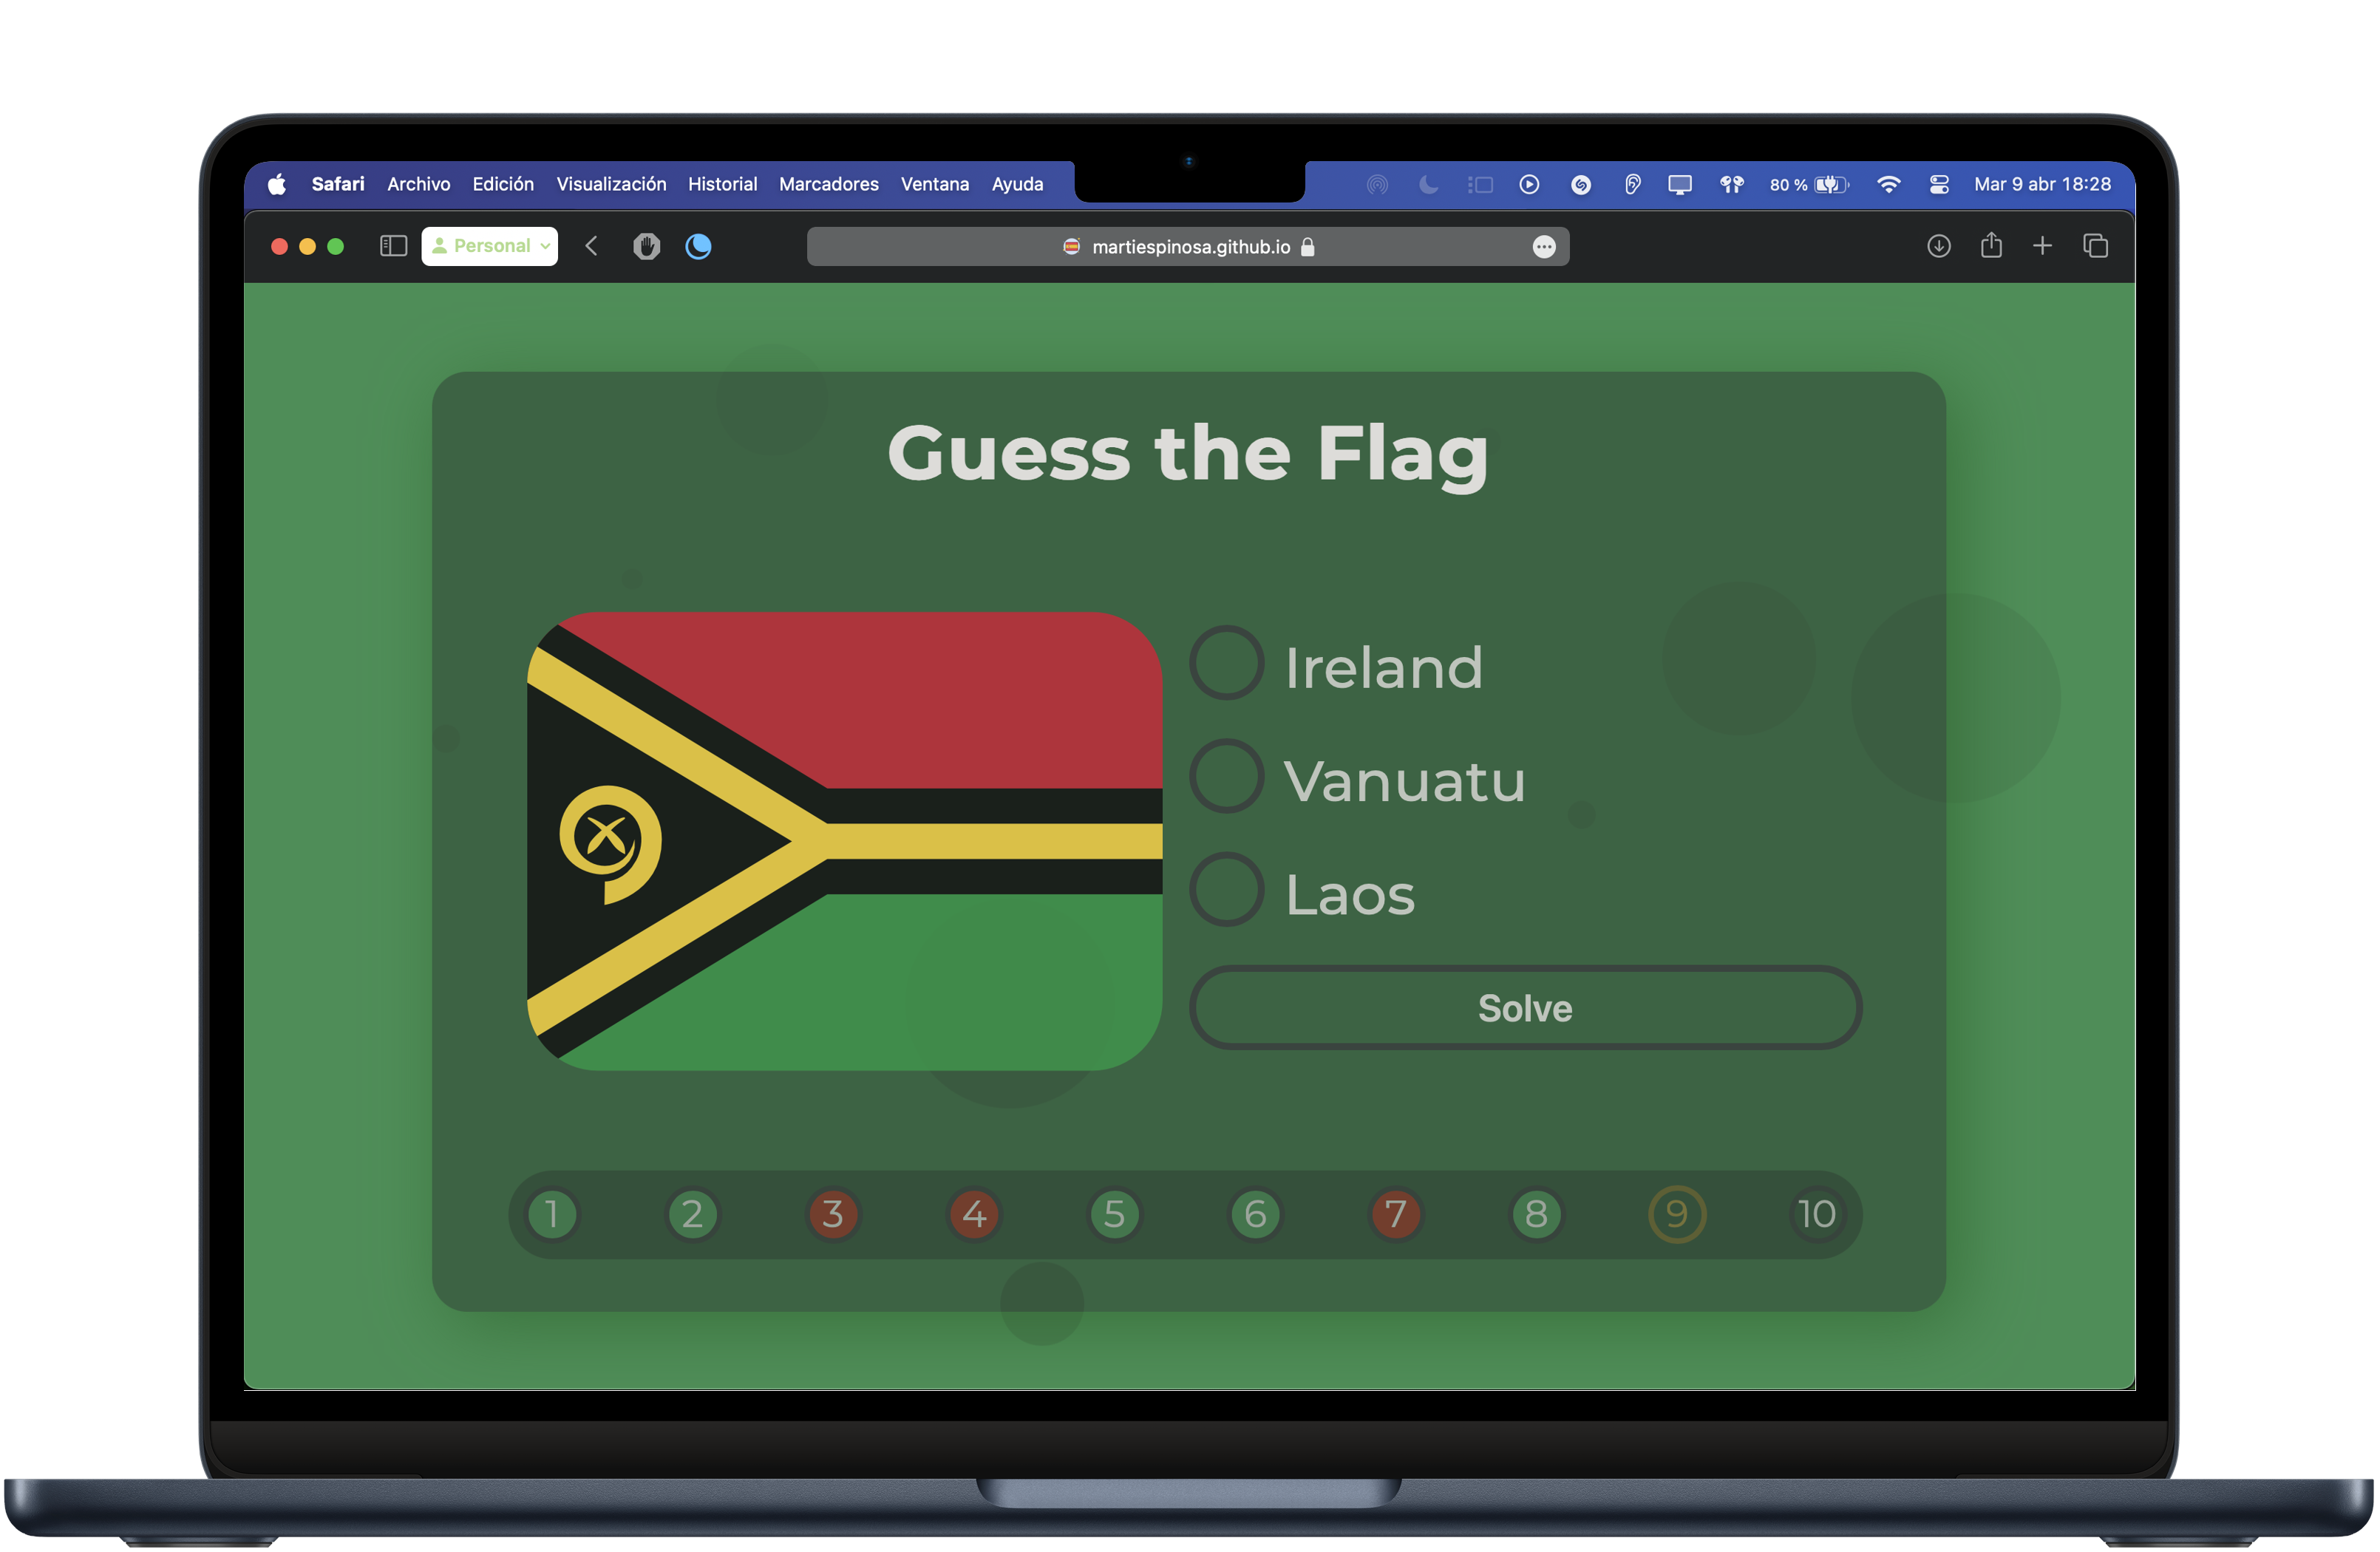 Safari Archivo Edición Visualización Historial Marcadores Ventana Ayuda 80 % Mar 9 abr 18:28
Personal martiespinosa.github.io
Guess the Flag
Ireland
Vanuatu
Laos
Solve
1 2 3 4 5 6 7 8 9 10